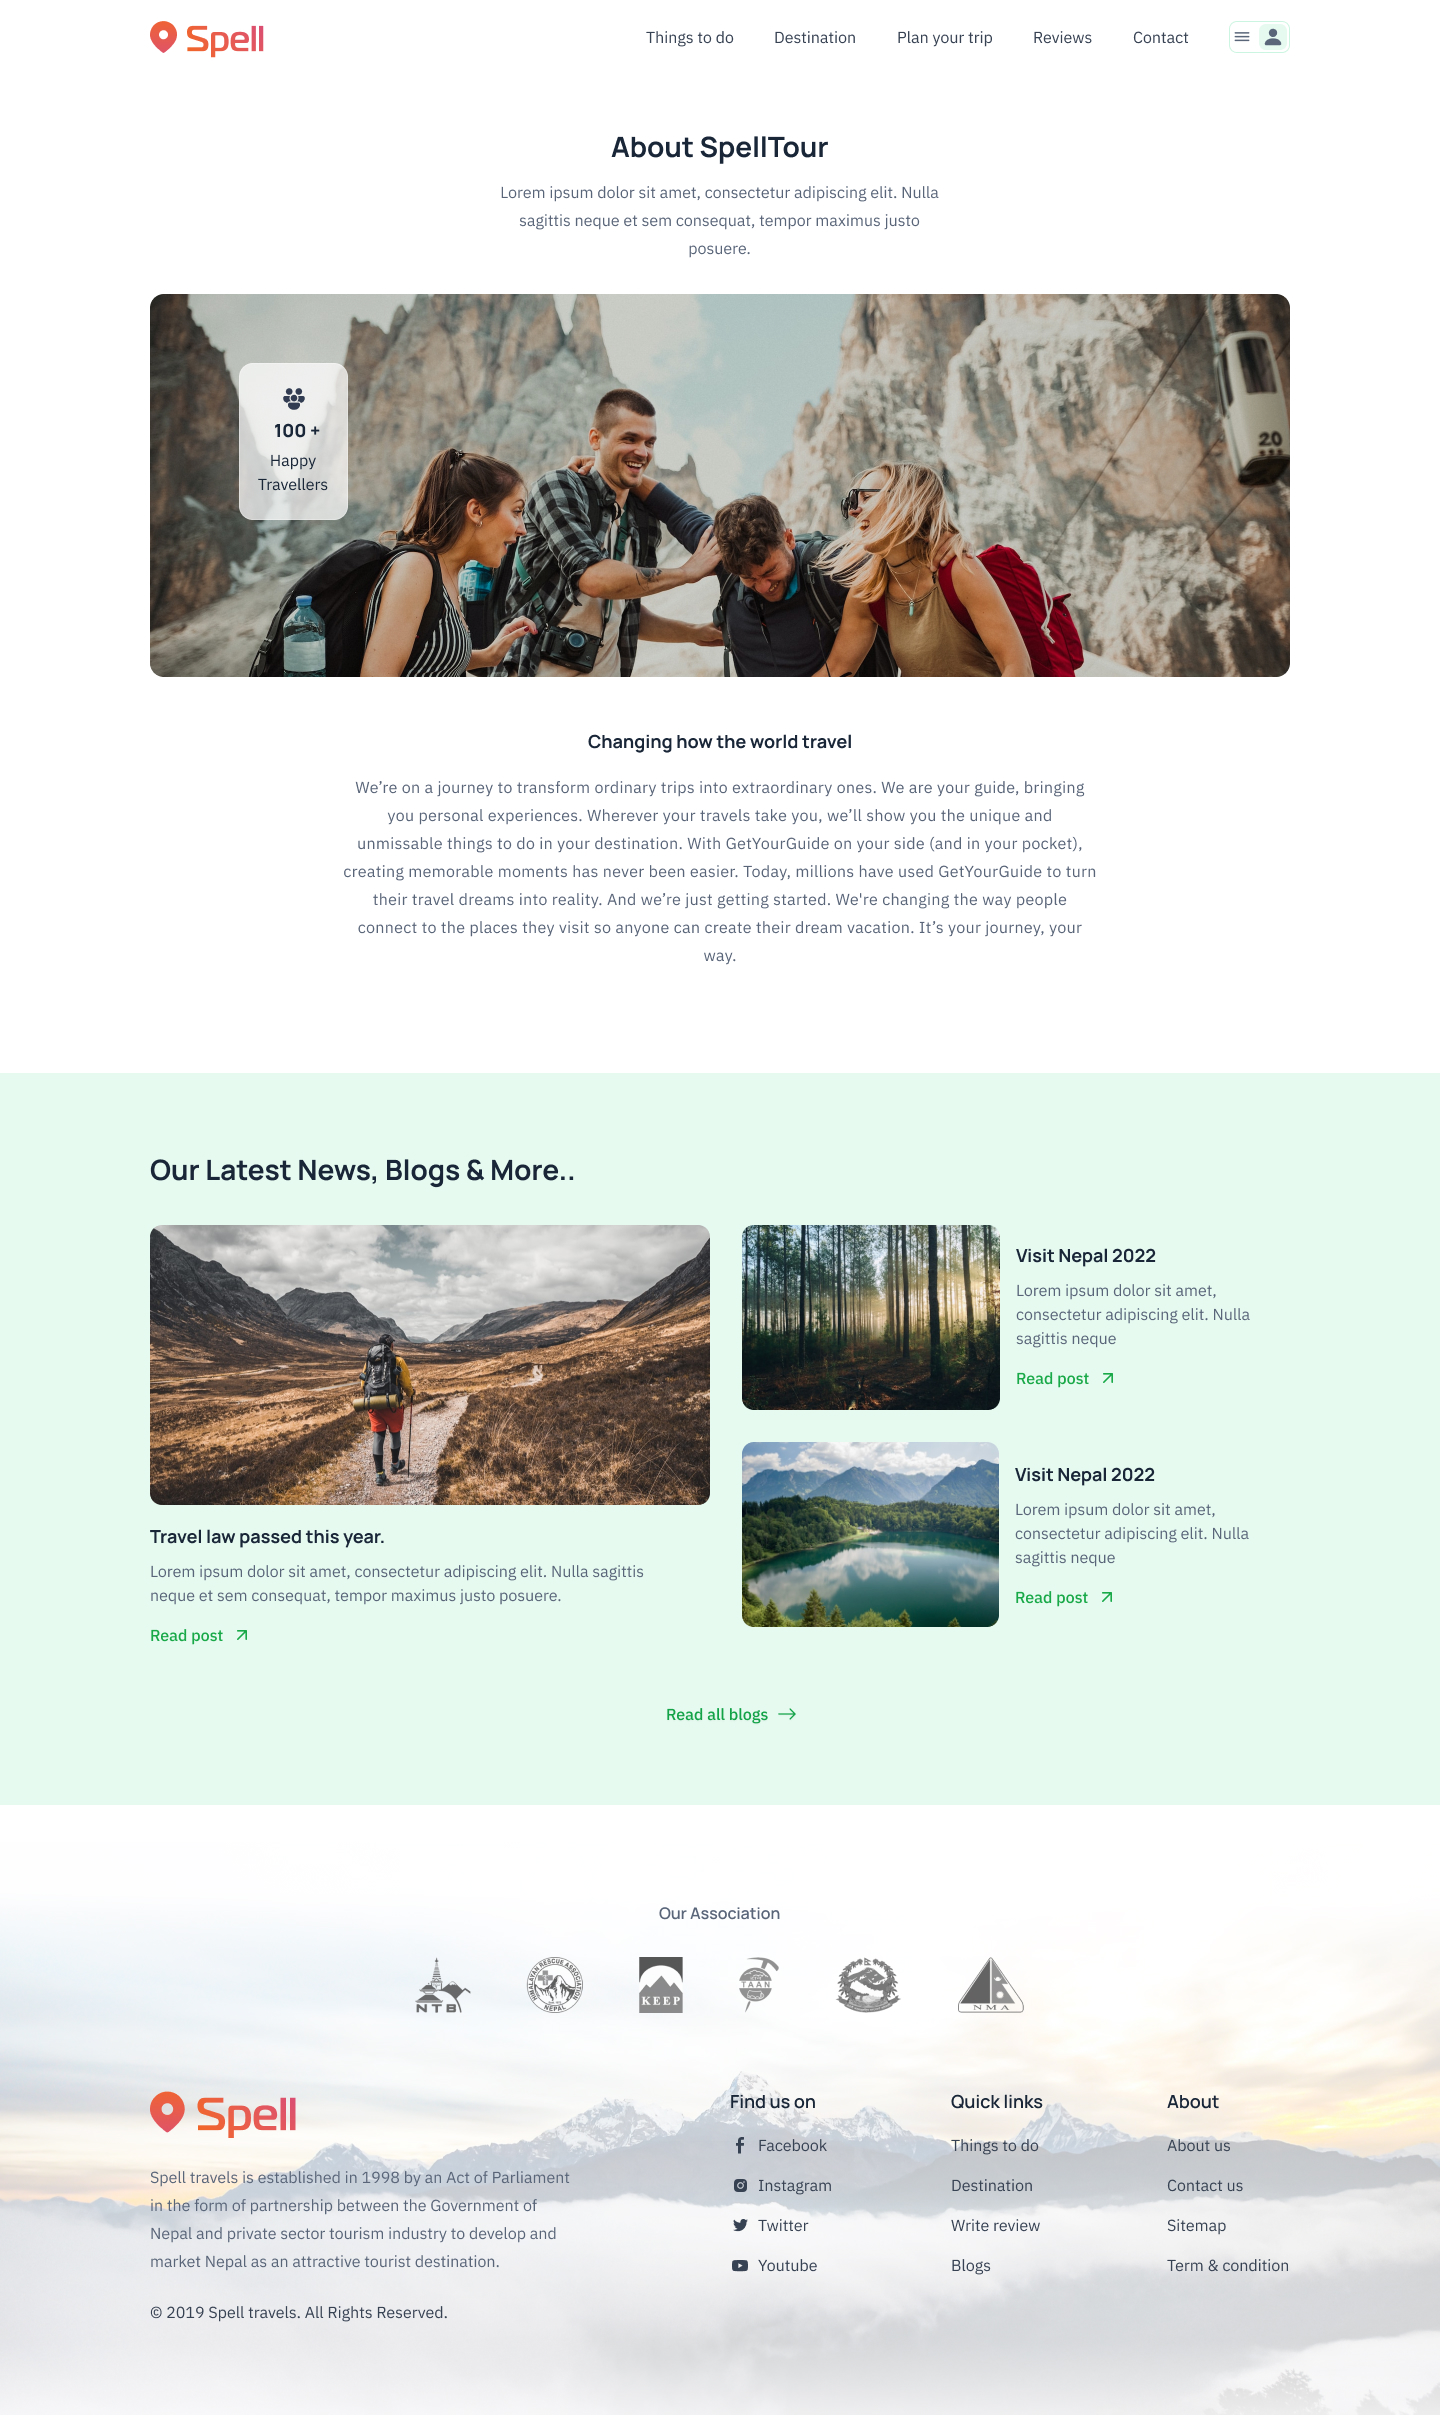 Spell
Things to do
Destination
Plan your trip
Reviews
Contact
About SpellTour
Lorem ipsum dolor sit amet, consectetur adipiscing elit. Nulla
sagittis neque et sem consequat, tempor maximus justo
posuere.
100 +
Happy
Travellers
20
Changing how the world travel
We’re on a journey to transform ordinary trips into extraordinary ones. We are your guide, bringing
you personal experiences. Wherever your travels take you, we’ll show you the unique and
unmissable things to do in your destination. With GetYourGuide on your side (and in your pocket),
creating memorable moments has never been easier. Today, millions have used GetYourGuide to turn
their travel dreams into reality. And we’re just getting started. We're changing the way people
connect to the places they visit so anyone can create their dream vacation. It’s your journey, your
way.
Our Latest News, Blogs & More..
Travel law passed this year.
Lorem ipsum dolor sit amet, consectetur adipiscing elit. Nulla sagittis
neque et sem consequat, tempor maximus justo posuere.
Read post
Visit Nepal 2022
Lorem ipsum dolor sit amet,
consectetur adipiscing elit. Nulla
sagittis neque
Read post
Visit Nepal 2022
Lorem ipsum dolor sit amet,
consectetur adipiscing elit. Nulla
sagittis neque
Read post
Read all blogs
Our Association
NTB
HIMALAYAN RESCUE ASSOCIATION
NEPAL
KEEP
TAAN
NMA
Spell
Spell travels is established in 1998 by an Act of Parliament
in the form of partnership between the Government of
Nepal and private sector tourism industry to develop and
market Nepal as an attractive tourist destination.
© 2019 Spell travels. All Rights Reserved.
Find us on
Facebook
Instagram
Twitter
Youtube
Quick links
Things to do
Destination
Write review
Blogs
About
About us
Contact us
Sitemap
Term & condition